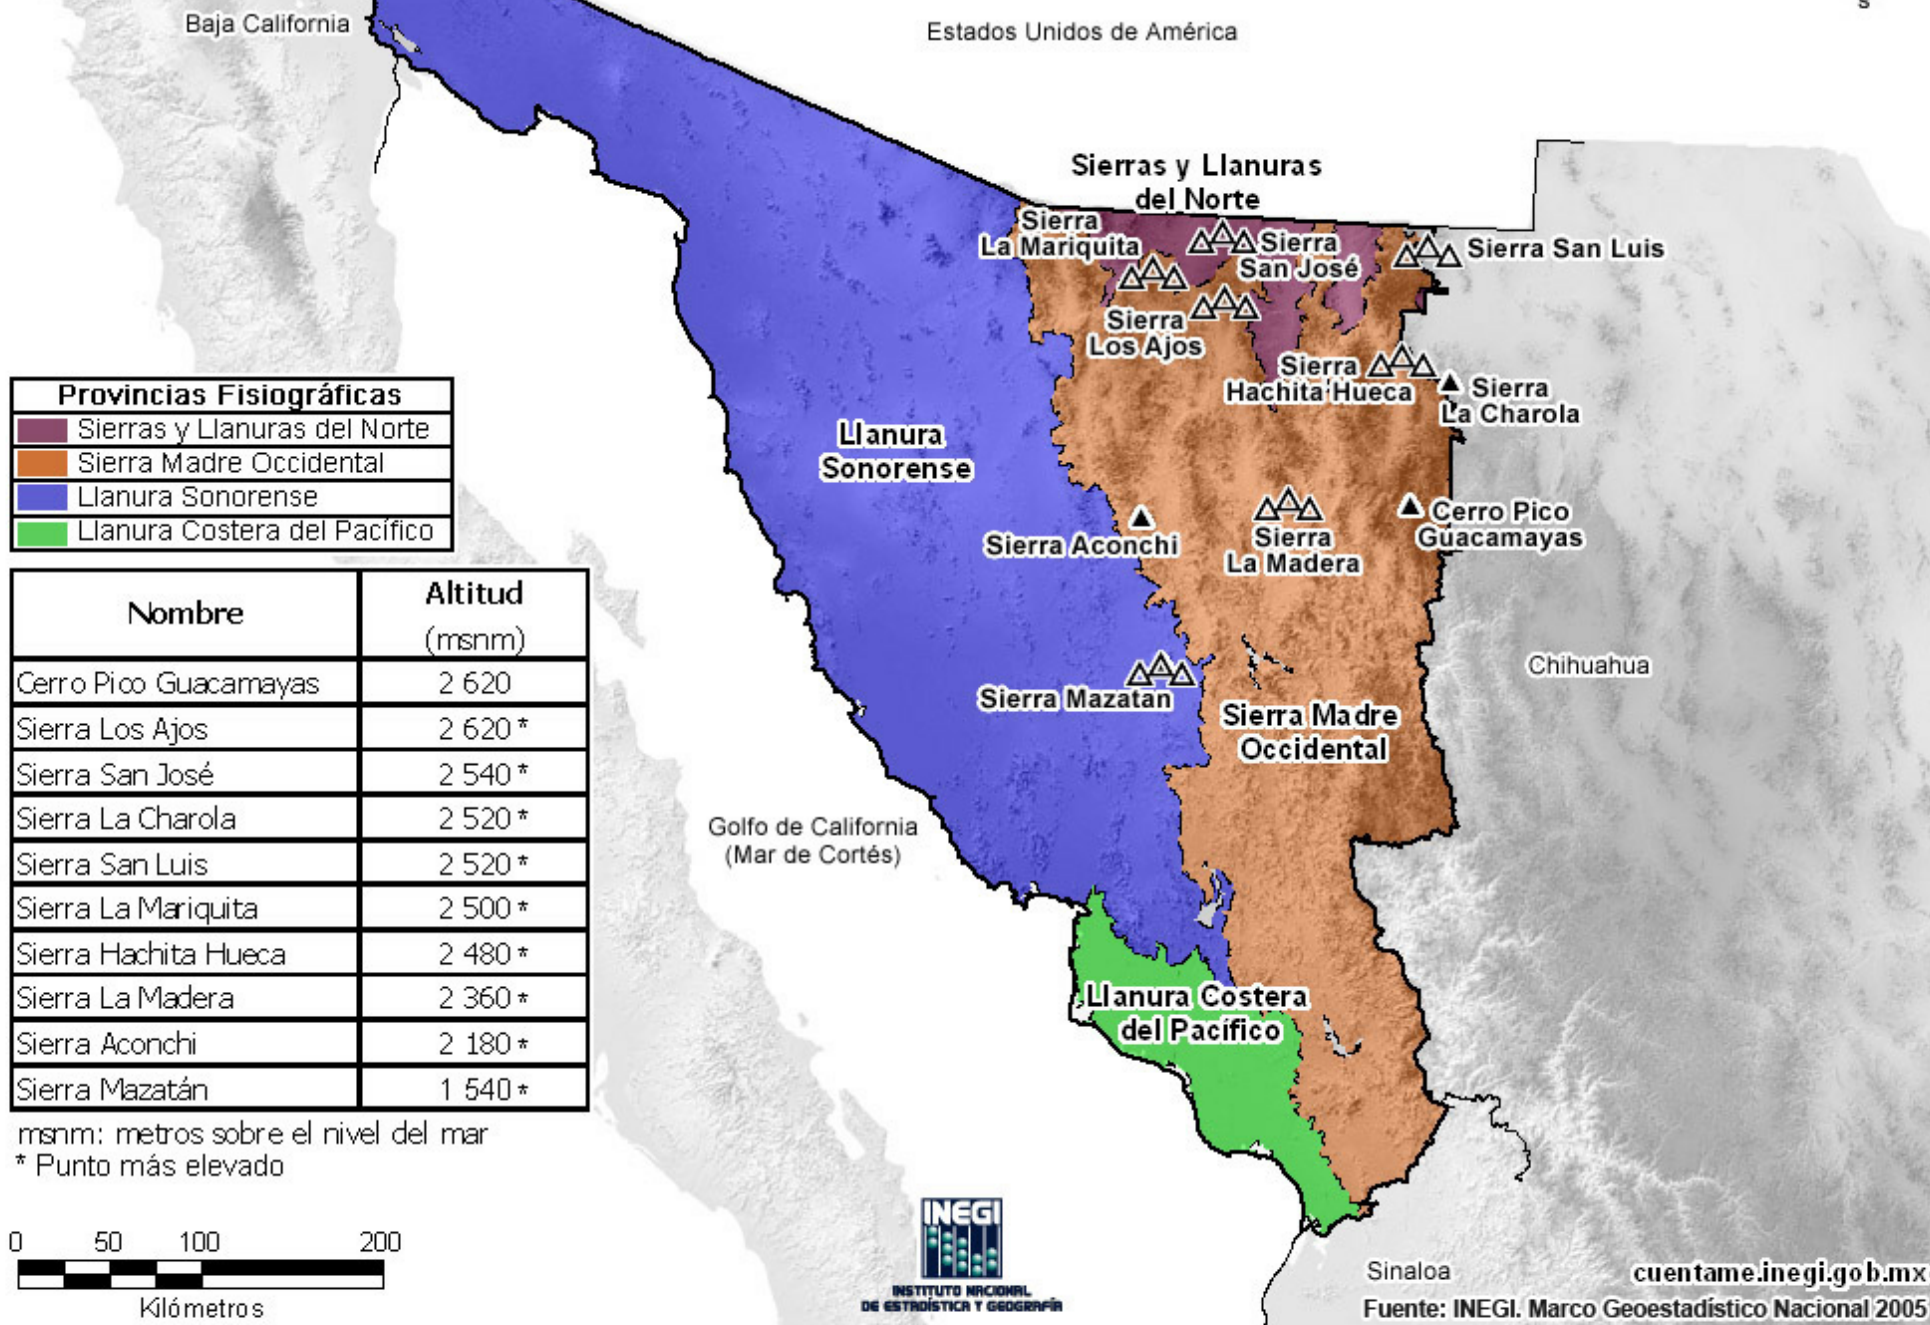 s
Baja California
Estados Unidos de América
Sierras y Llanuras
del Norte
Sierra
La Mariquita
Sierra
San José
Sierra San Luis
Sierra
Los Ajos
Sierra
Hachita Hueca
Sierra
La Charola
Llanura
Sonorense
Sierra Aconchi
Sierra
La Madera
Cerro Pico
Guacamayas
Sierra Mazatan
Sierra Madre
Occidental
Chihuahua
Golfo de California
(Mar de Cortés)
Llanura Costera
del Pacífico
Sinaloa
Provincias Fisiográficas
Sierras y Llanuras del Norte
Sierra Madre Occidental
Llanura Sonorense
Llanura Costera del Pacífico
Nombre Altitud
(msnm)
Cerro Pico Guacamayas 2 620
Sierra Los Ajos 2 620 *
Sierra San José 2 540 *
Sierra La Charola 2 520 *
Sierra San Luis 2 520 *
Sierra La Mariquita 2 500 *
Sierra Hachita Hueca 2 480 *
Sierra La Madera 2 360 *
Sierra Aconchi 2 180 *
Sierra Mazatán 1 540 *
msnm: metros sobre el nivel del mar
* Punto más elevado
0 50 100 200
Kilómetros
INEGI
INSTITUTO NACIONAL
DE ESTADÍSTICA Y GEOGRAFÍA
cuentame.inegi.gob.mx
Fuente: INEGI. Marco Geoestadístico Nacional 2005